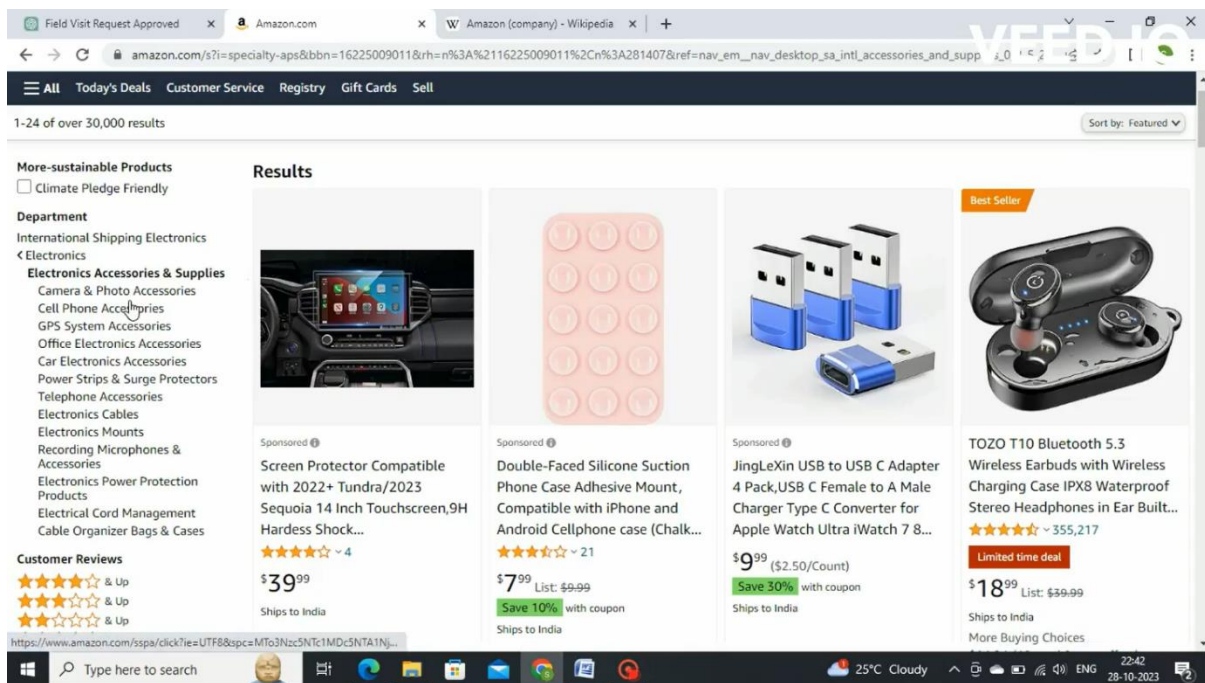 Field Visit Request Approved
Amazon.com
Amazon (company) - Wikipedia
VEED.IO
amazon.com/s?i=specialty-aps&bbn=16225009011&rh=n%3A%2116225009011%2Cn%3A281407&ref=nav_em__nav_desktop_sa_intl_accessories_and_supp
All Today's Deals Customer Service Registry Gift Cards Sell
1-24 of over 30,000 results
Sort by: Featured
More-sustainable Products
Climate Pledge Friendly
Department
International Shipping Electronics
Electronics
Electronics Accessories & Supplies
Camera & Photo Accessories
Cell Phone Accessories
GPS System Accessories
Office Electronics Accessories
Car Electronics Accessories
Power Strips & Surge Protectors
Telephone Accessories
Electronics Cables
Electronics Mounts
Recording Microphones &
Accessories
Electronics Power Protection
Products
Electrical Cord Management
Cable Organizer Bags & Cases
Customer Reviews
& Up
& Up
& Up
Results
Sponsored
Screen Protector Compatible
with 2022+ Tundra/2023
Sequoia 14 Inch Touchscreen,9H
Hardess Shock...
4
$3999
Ships to India
Sponsored
Double-Faced Silicone Suction
Phone Case Adhesive Mount,
Compatible with iPhone and
Android Cellphone case (Chalk...
21
$799 List: $9.99
Save 10% with coupon
Ships to India
Sponsored
JingLeXin USB to USB C Adapter
4 Pack,USB C Female to A Male
Charger Type C Converter for
Apple Watch Ultra iWatch 7 8...
$999 ($2.50/Count)
Save 30% with coupon
Ships to India
Best Seller
TOZO T10 Bluetooth 5.3
Wireless Earbuds with Wireless
Charging Case IPX8 Waterproof
Stereo Headphones in Ear Built...
355,217
Limited time deal
$1899 List: $39.99
Ships to India
More Buying Choices
https://www.amazon.com/sspa/click?ie=UTF8&spc=MTo3Nzc5NTc1MDc5NTA1Nj...
Type here to search
25°C Cloudy
ENG
22:42
28-10-2023
2